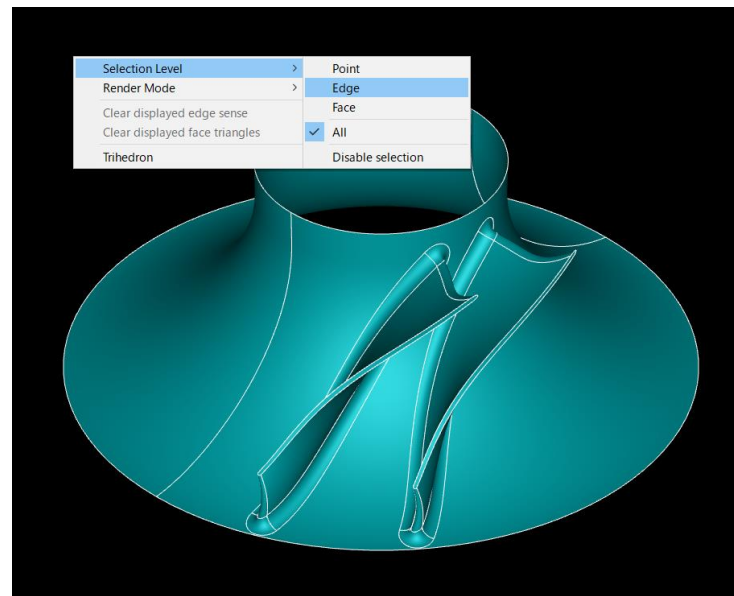 Selection Level
Render Mode
Clear displayed edge sense
Clear displayed face triangles
Trihedron
Point
Edge
Face
All
Disable selection